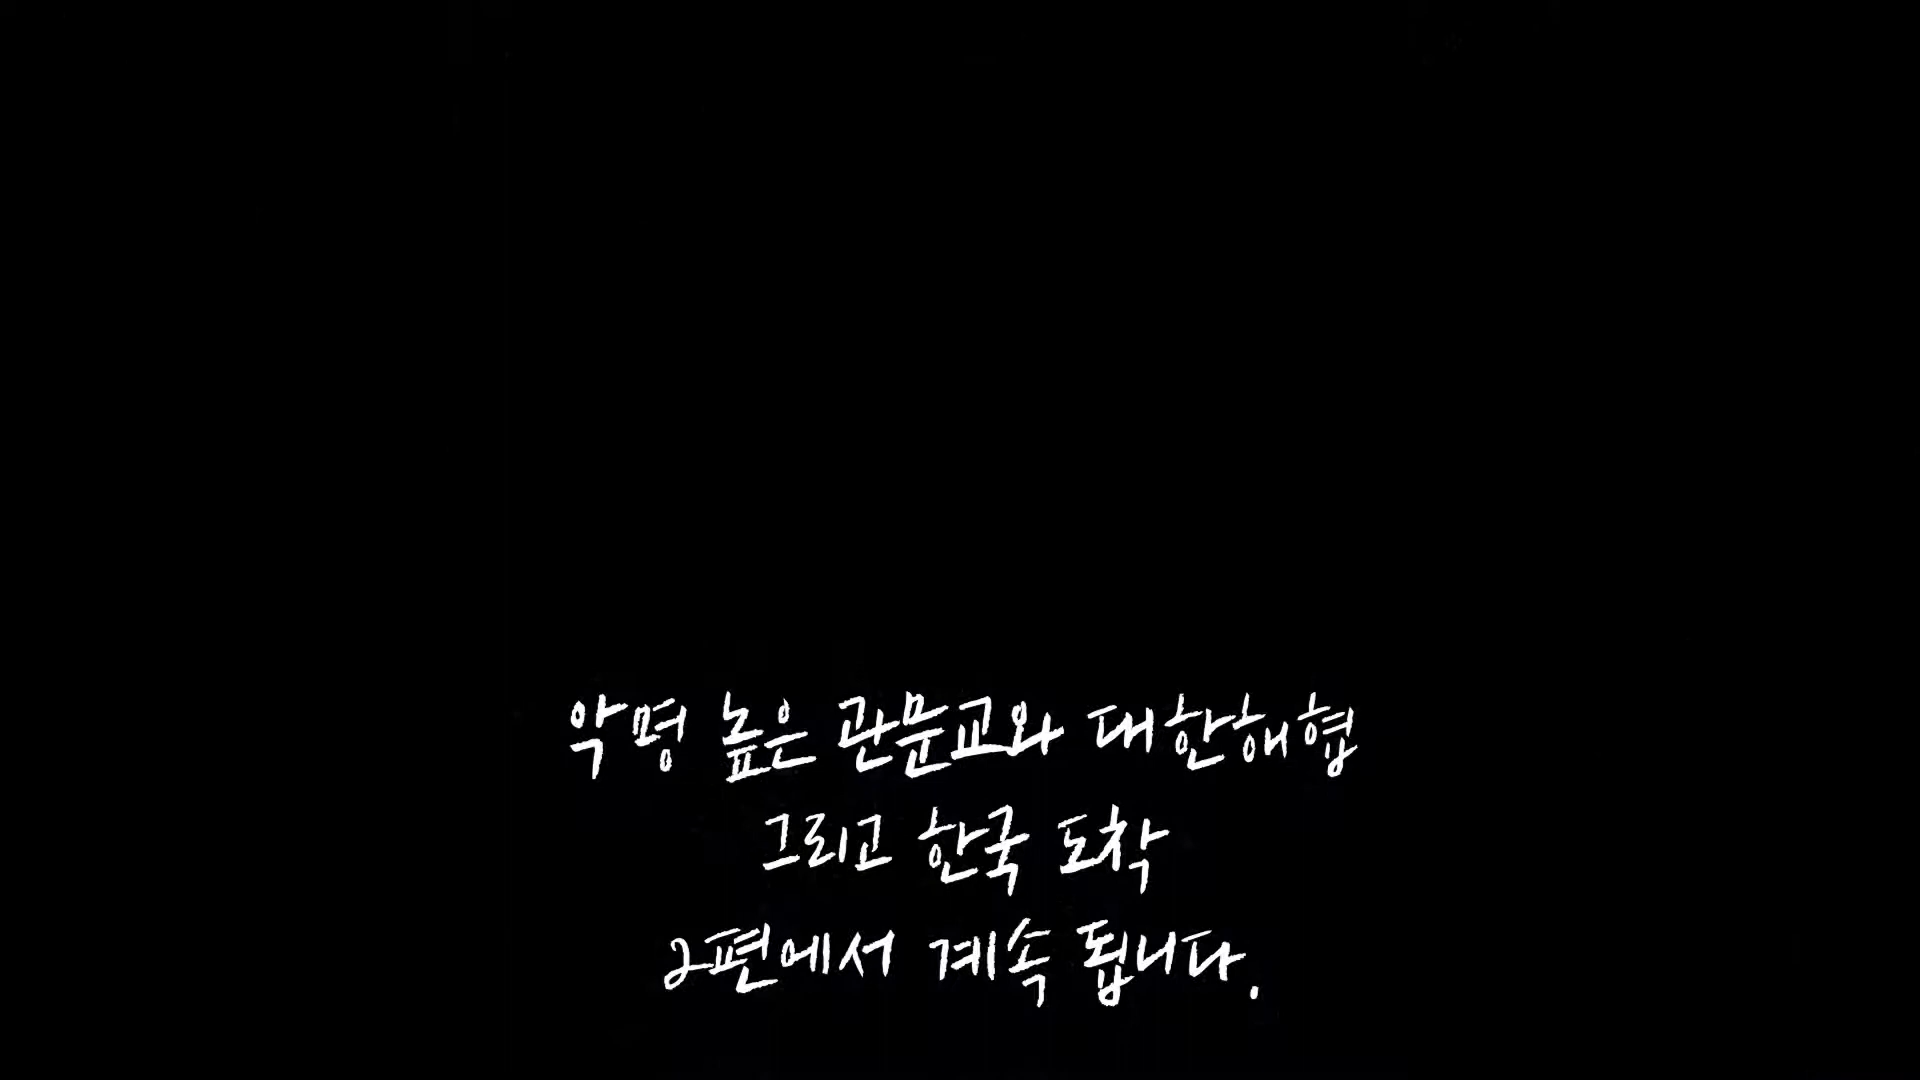 악명 높은 관문교와 대한해협
그리고 한국 도착
2편에서 계속 됩니다.